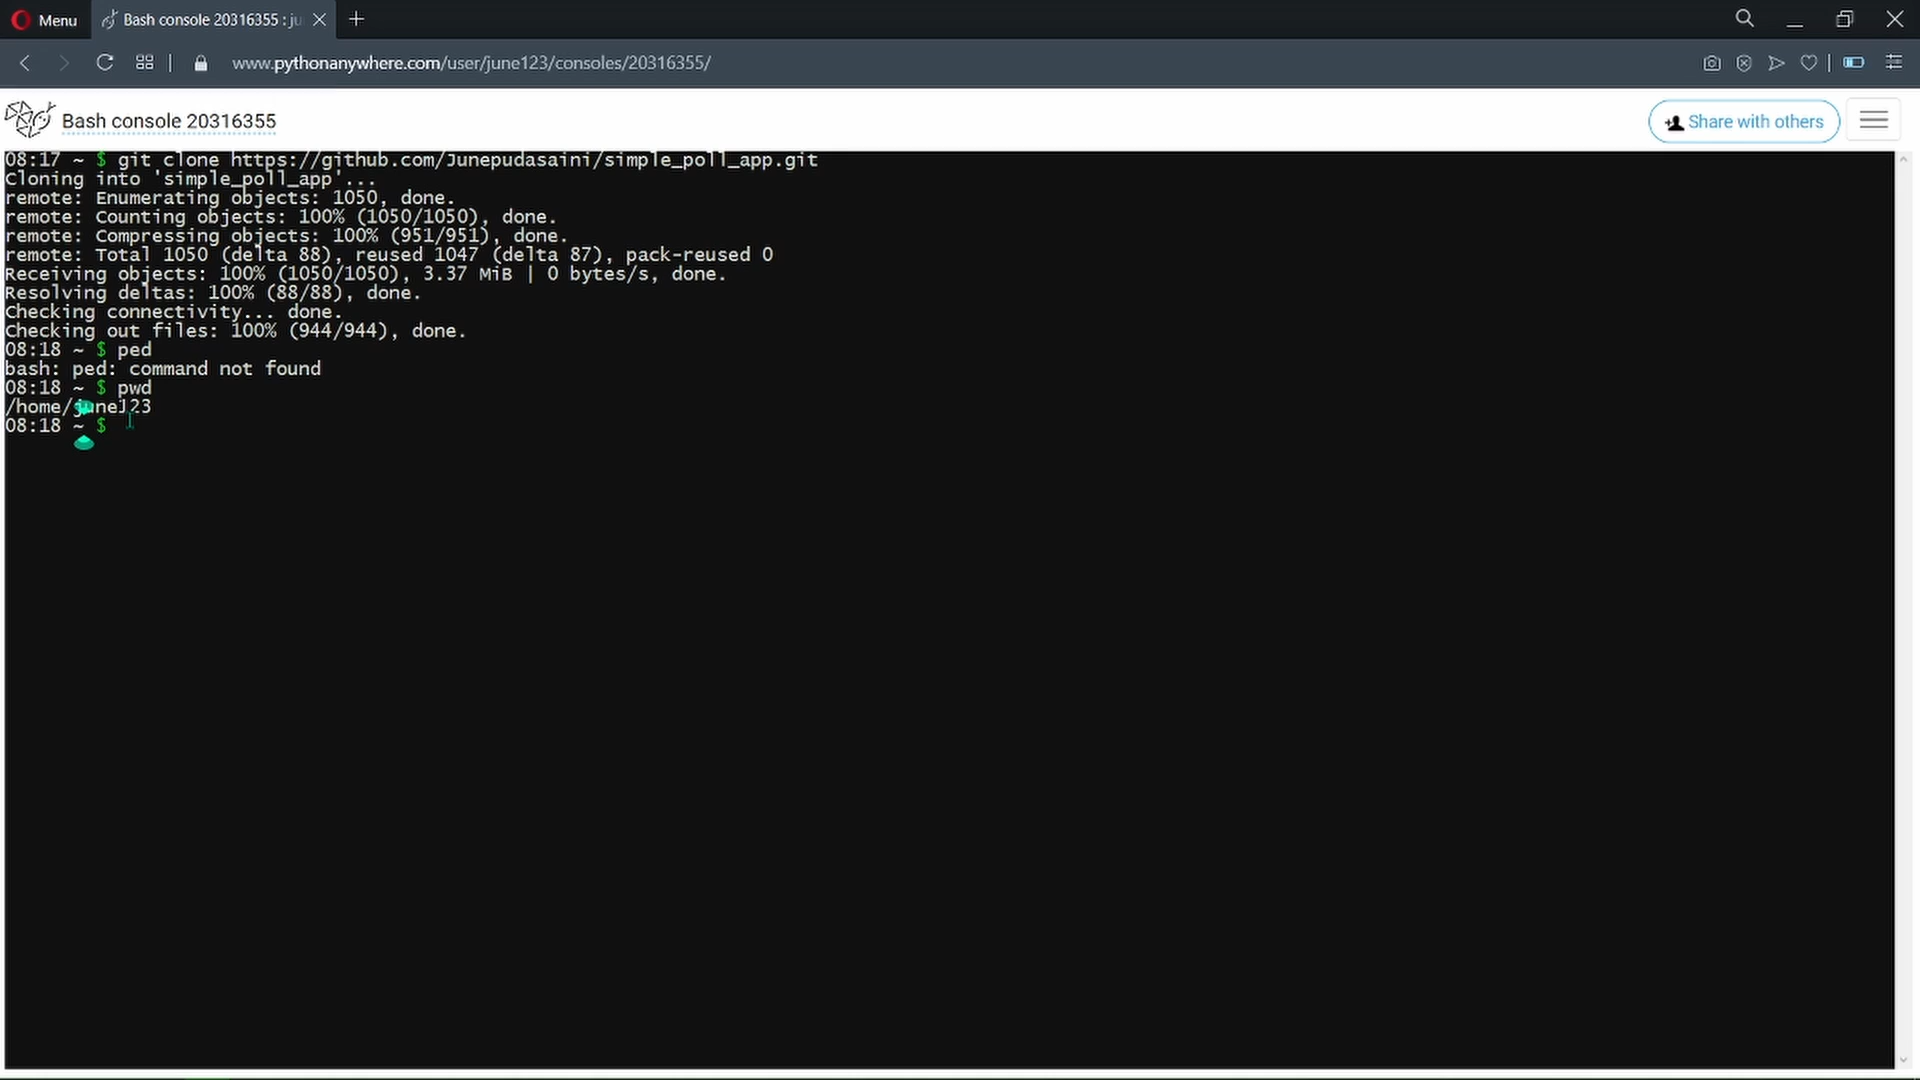 Menu
Bash console 20316355 : ju
www.pythonanywhere.com/user/june123/consoles/20316355/
Bash console 20316355
Share with others
08:17 ~ $ git clone https://github.com/Junepudasaini/simple_poll_app.git
Cloning into 'simple_poll_app'...
remote: Enumerating objects: 1050, done.
remote: Counting objects: 100% (1050/1050), done.
remote: Compressing objects: 100% (951/951), done.
remote: Total 1050 (delta 88), reused 1047 (delta 87), pack-reused 0
Receiving objects: 100% (1050/1050), 3.37 MiB | 0 bytes/s, done.
Resolving deltas: 100% (88/88), done.
Checking connectivity... done.
Checking out files: 100% (944/944), done.
08:18 ~ $ ped
bash: ped: command not found
08:18 ~ $ pwd
/home/june123
08:18 ~ $